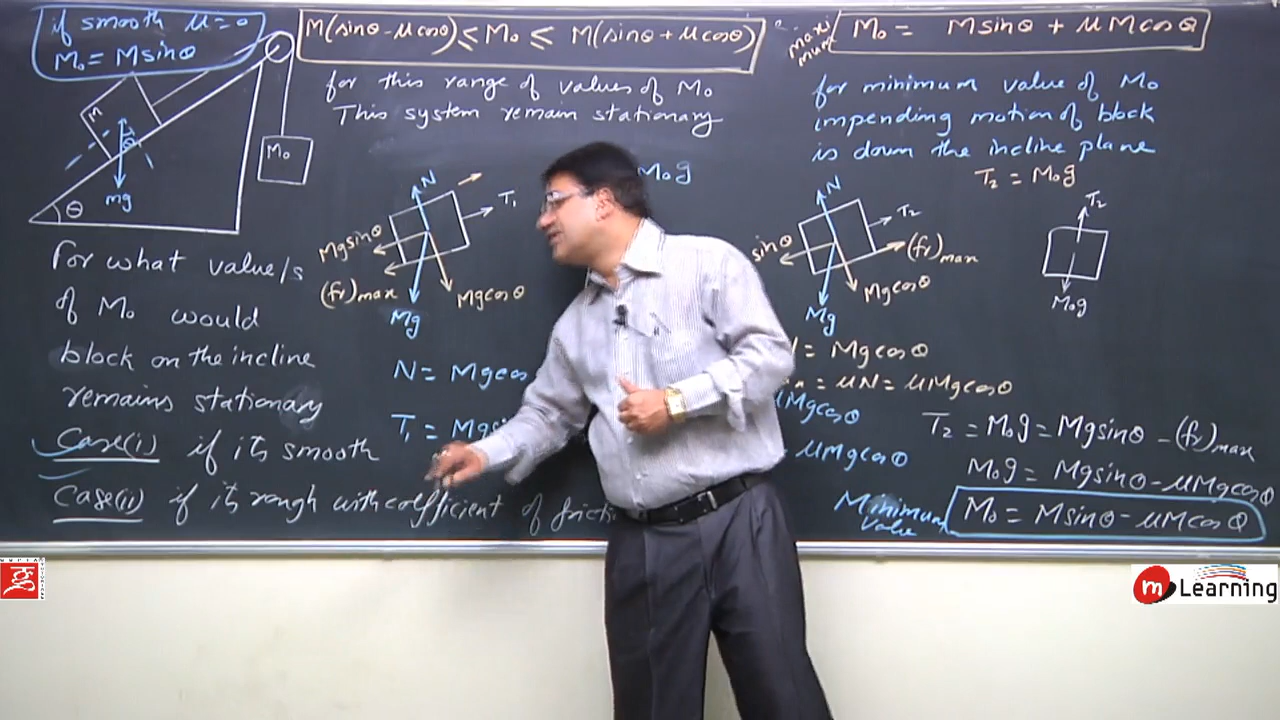 if smooth μ = 0
M₀ = Msinθ
M(sinθ - μcosθ) ≤ M₀ ≤ M(sinθ + μcosθ)
maximum
M₀ = Msinθ + μMcosθ
for this range of values of M₀
This system remain stationary
for minimum value of M₀
impending motion of block
is down the incline plane
M
θ
θ
mg
M₀
For what value/s
of M₀ would
block on the incline
remains stationary
Case(i) if its smooth
Case(ii) if its rough with coefficient of
N
T₁
Mgsinθ
(fr)max
Mgcosθ
Mg
M₀g
N = Mgcos
T₁ =
N
T₂
sinθ
(fr)max
Mgcosθ
Mg
T₂ = M₀g
T₂
M₀g
= Mgcosθ
= μN = μMgcosθ
μMgcosθ
= μMgcosθ
T₂ = M₀g = Mgsinθ - (fr)max
M₀g = Mgsinθ - μMgcosθ
Minimum value
M₀ = Msinθ - μMcosθ
m Learning